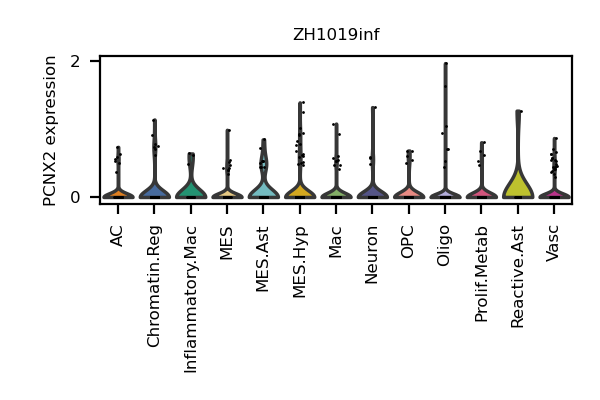 ZH1019inf
PCNX2 expression
2
0
AC
Chromatin.Reg
Inflammatory.Mac
MES
MES.Ast
MES.Hyp
Mac
Neuron
OPC
Oligo
Prolif.Metab
Reactive.Ast
Vasc